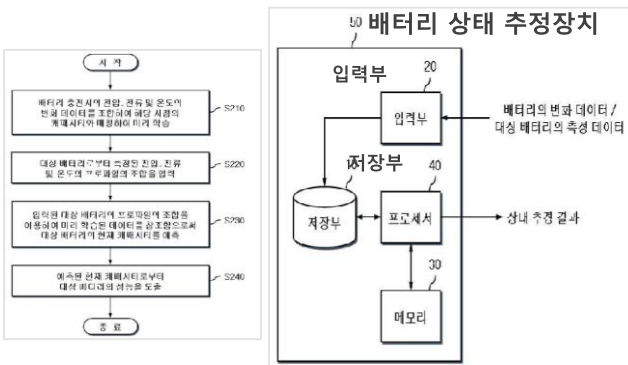 시 작
배터리 충전시의 전압, 전류 및 온도의
변화 데이터를 조합하여 해당 시점의
캐패시티와 매칭하여 미리 학습
S210
대상 배터리로부터 측정된 전압, 전류
및 온도의 프로파일의 조합을 입력
S220
입력된 대상 배터리의 프로파일의 조합을
이용하여 미리 학습된 데이터를 참조함으로써
대상 배터리의 현재 캐패시티를 예측
S230
예측된 현재 캐패시티로부터
대상 배터리의 성능을 도출
S240
종 료
50 배터리 상태 추정장치
입력부
20
입력부
배터리의 변화 데이터 /
대상 배터리의 측정 데이터
저장부
저장부
40
프로세서
상태 추정 결과
30
메모리